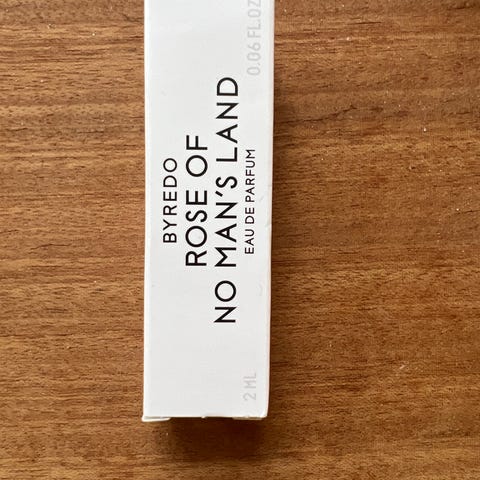 BYREDO
ROSE OF
NO MAN'S LAND
EAU DE PARFUM
2 ML
0.06 FL.OZ